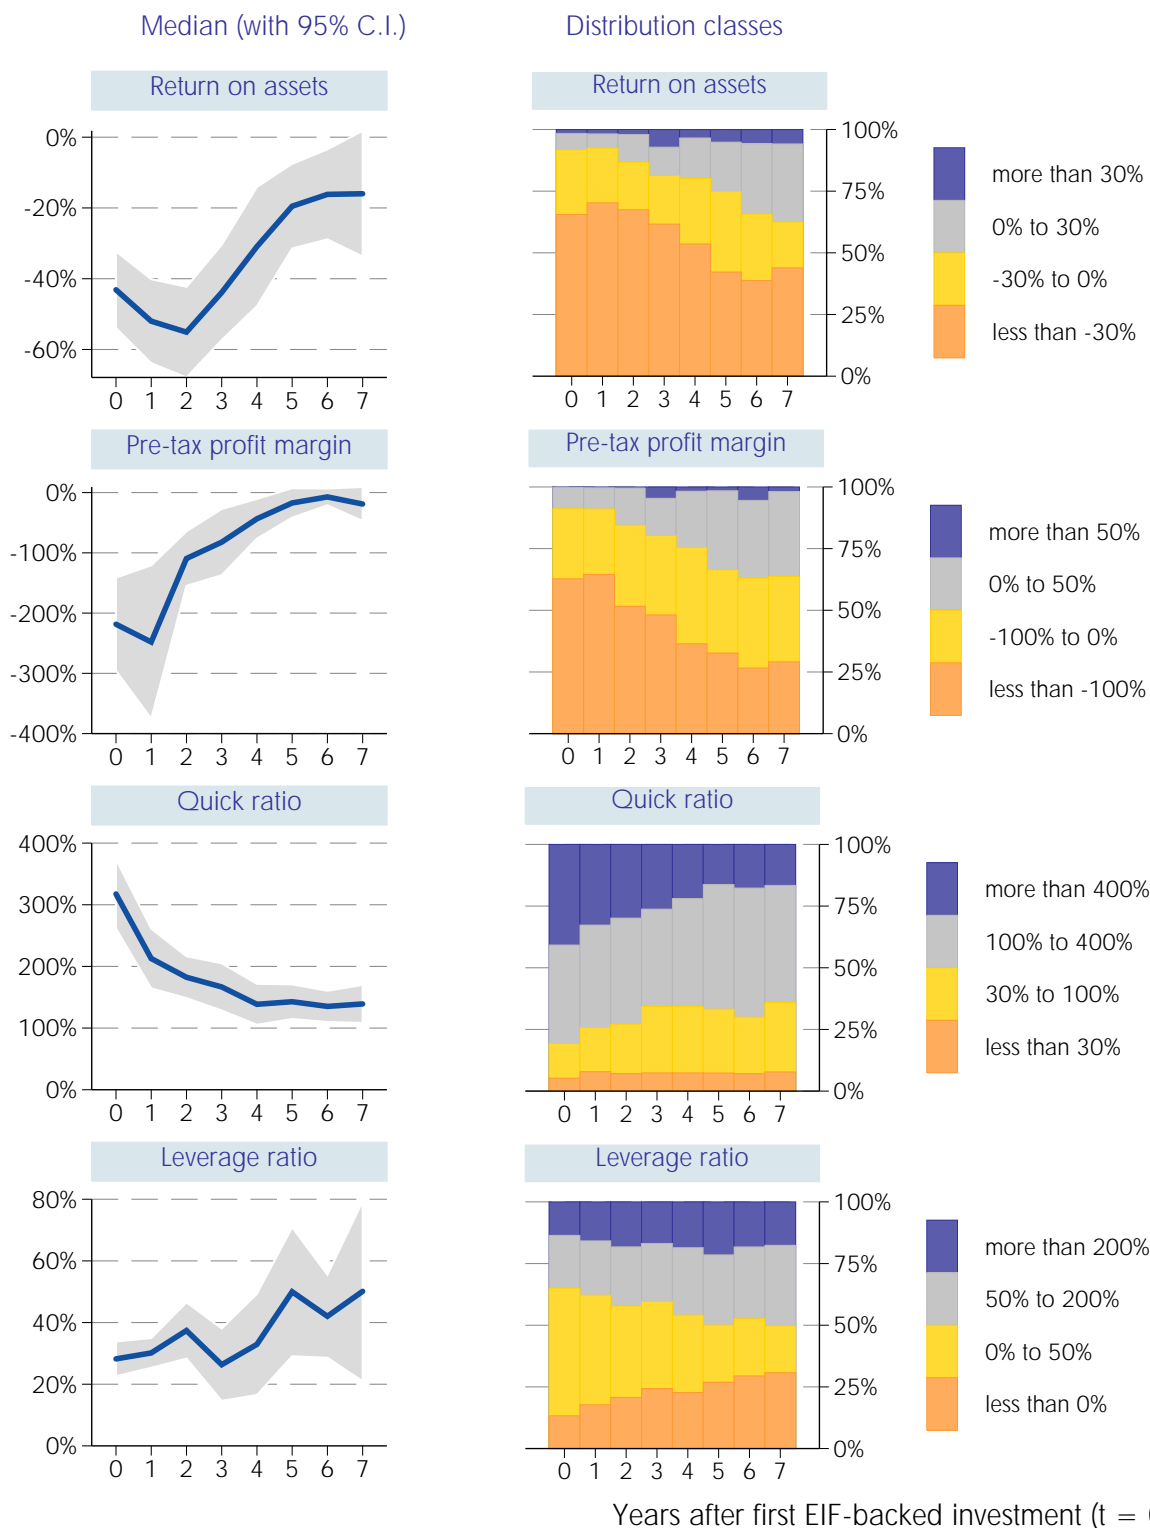 Median (with 95% C.I.)
Distribution classes
Return on assets
0%
-20%
-40%
-60%
0 1 2 3 4 5 6 7
Return on assets
100%
75%
50%
25%
0%
0 1 2 3 4 5 6 7
more than 30%
0% to 30%
-30% to 0%
less than -30%
Pre-tax profit margin
0%
-100%
-200%
-300%
-400%
0 1 2 3 4 5 6 7
Pre-tax profit margin
100%
75%
50%
25%
0%
0 1 2 3 4 5 6 7
more than 50%
0% to 50%
-100% to 0%
less than -100%
Quick ratio
400%
300%
200%
100%
0%
0 1 2 3 4 5 6 7
Quick ratio
100%
75%
50%
25%
0%
0 1 2 3 4 5 6 7
more than 400%
100% to 400%
30% to 100%
less than 30%
Leverage ratio
80%
60%
40%
20%
0%
0 1 2 3 4 5 6 7
Leverage ratio
100%
75%
50%
25%
0%
0 1 2 3 4 5 6 7
more than 200%
50% to 200%
0% to 50%
less than 0%
Years after first EIF-backed investment (t =